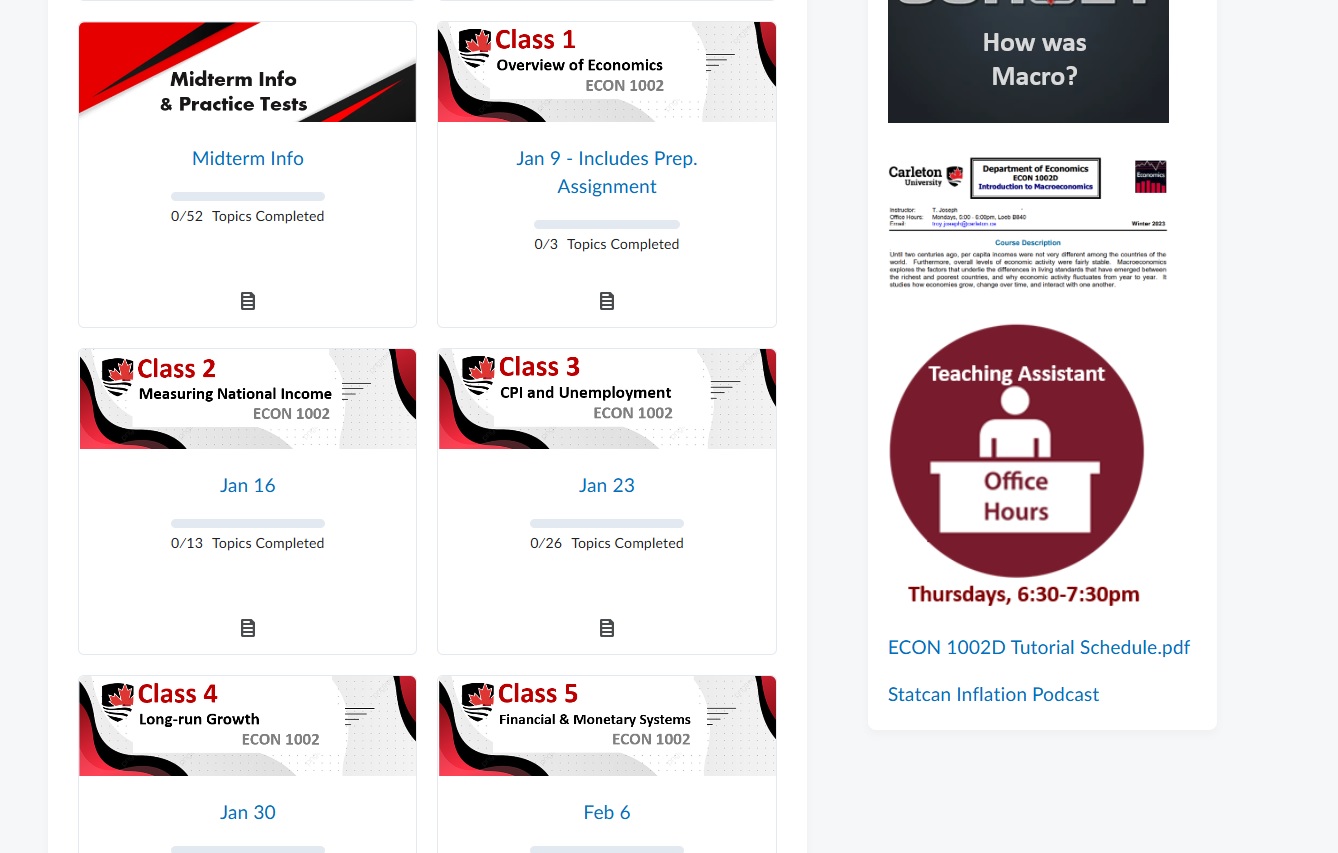 Midterm Info
& Practice Tests
Midterm Info
0/52 Topics Completed
Class 1
Overview of Economics
ECON 1002
Jan 9 - Includes Prep.
Assignment
0/3 Topics Completed
Class 2
Measuring National Income
ECON 1002
Jan 16
0/13 Topics Completed
Class 3
CPI and Unemployment
ECON 1002
Jan 23
0/26 Topics Completed
Class 4
Long-run Growth
ECON 1002
Jan 30
Class 5
Financial & Monetary Systems
ECON 1002
Feb 6
How was
Macro?
Carleton
University
Department of Economics
ECON 1002D
Introduction to Macroeconomics
Economics
Instructor: T. Joseph
Office Hours: Mondays, 5:00 - 6:00pm, Loeb B840
Email: troy.joseph@carleton.ca
Winter 2023
Course Description
Until two centuries ago, per capita incomes were not very different among the countries of the
world. Furthermore, overall levels of economic activity were fairly stable. Macroeconomics
explores the factors that underlie the differences in living standards that have emerged between
the richest and poorest countries, and why economic activity fluctuates from year to year. It
studies how economies grow, change over time, and interact with one another.
Teaching Assistant
Office
Hours
Thursdays, 6:30-7:30pm
ECON 1002D Tutorial Schedule.pdf
Statcan Inflation Podcast